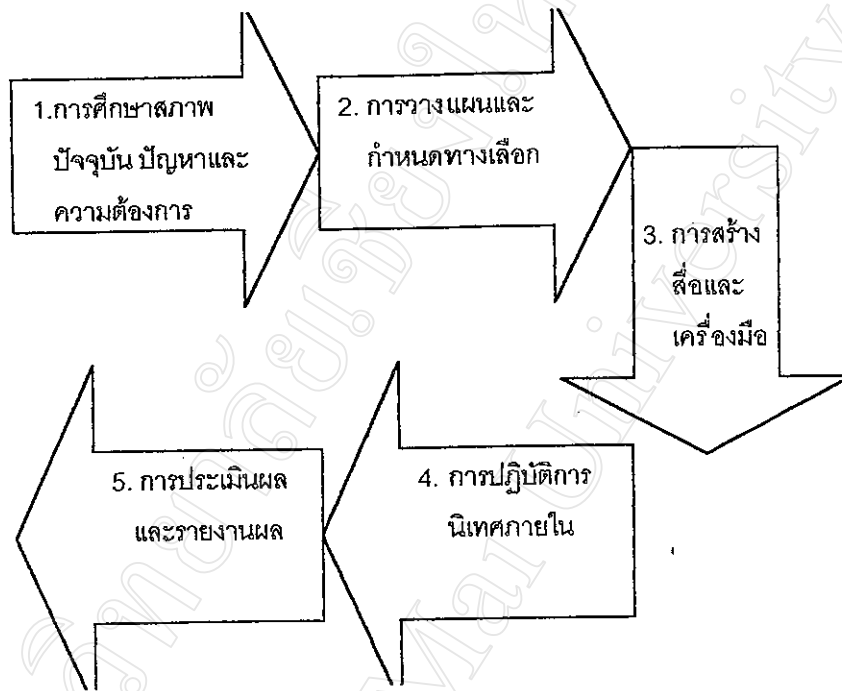 1.การศึกษาสภาพ
ปัจจุบัน ปัญหาและ
ความต้องการ
2. การวางแผนและ
กำหนดทางเลือก
3. การสร้าง
สื่อและ
เครื่องมือ
4. การปฏิบัติการ
นิเทศภายใน
5. การประเมินผล
และรายงานผล
Mai University